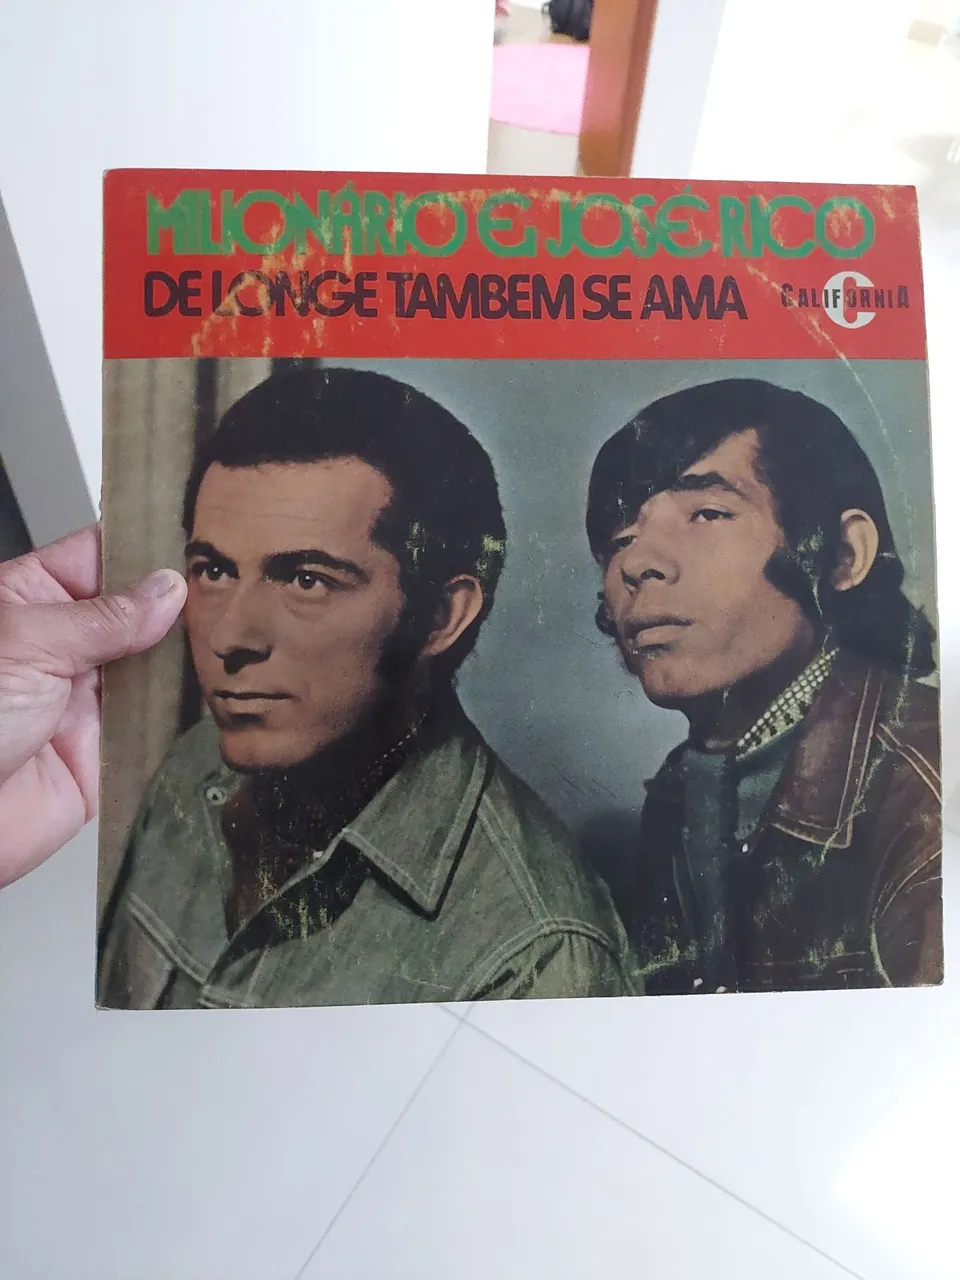 MILIONÁRIO E JOSÉ RICO
DE LONGE TAMBEM SE AMA
CALIFORNIA
C